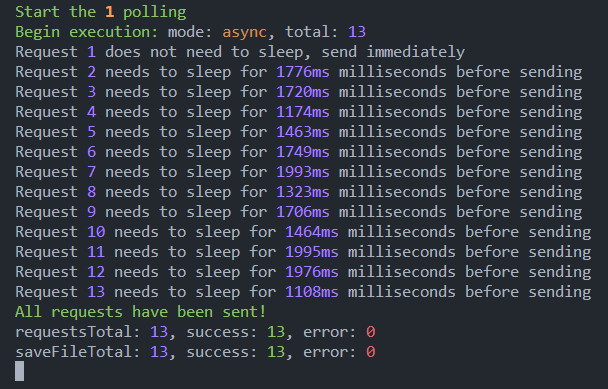 Start the 1 polling
Begin execution: mode: async, total: 13
Request 1 does not need to sleep, send immediately
Request 2 needs to sleep for 1776ms milliseconds before sending
Request 3 needs to sleep for 1720ms milliseconds before sending
Request 4 needs to sleep for 1174ms milliseconds before sending
Request 5 needs to sleep for 1463ms milliseconds before sending
Request 6 needs to sleep for 1749ms milliseconds before sending
Request 7 needs to sleep for 1993ms milliseconds before sending
Request 8 needs to sleep for 1323ms milliseconds before sending
Request 9 needs to sleep for 1706ms milliseconds before sending
Request 10 needs to sleep for 1464ms milliseconds before sending
Request 11 needs to sleep for 1995ms milliseconds before sending
Request 12 needs to sleep for 1976ms milliseconds before sending
Request 13 needs to sleep for 1108ms milliseconds before sending
All requests have been sent!
requestsTotal: 13, success: 13, error: 0
saveFileTotal: 13, success: 13, error: 0